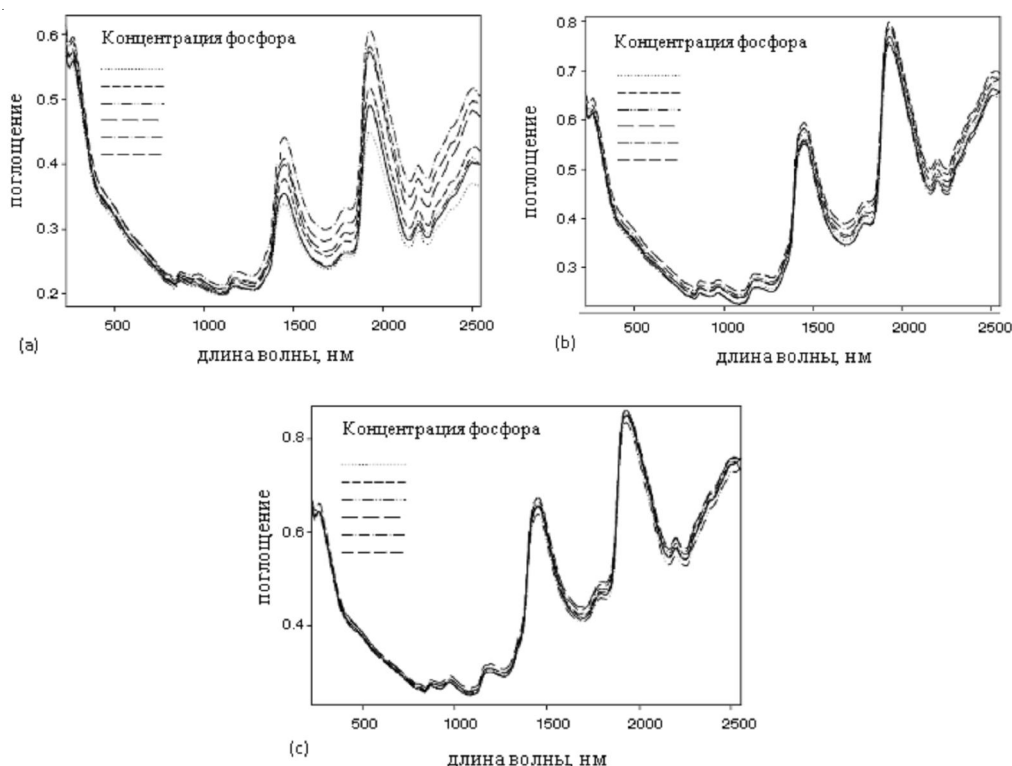 Концентрация фосфора
0.6
0.5
0.4
0.3
0.2
поглощение
500 1000 1500 2000 2500
(a)
длина волны, нм
Концентрация фосфора
0.8
0.7
0.6
0.5
0.4
0.3
поглощение
500 1000 1500 2000 2500
(b)
длина волны, нм
Концентрация фосфора
0.8
0.6
0.4
поглощение
500 1000 1500 2000 2500
(c)
длина волны, нм